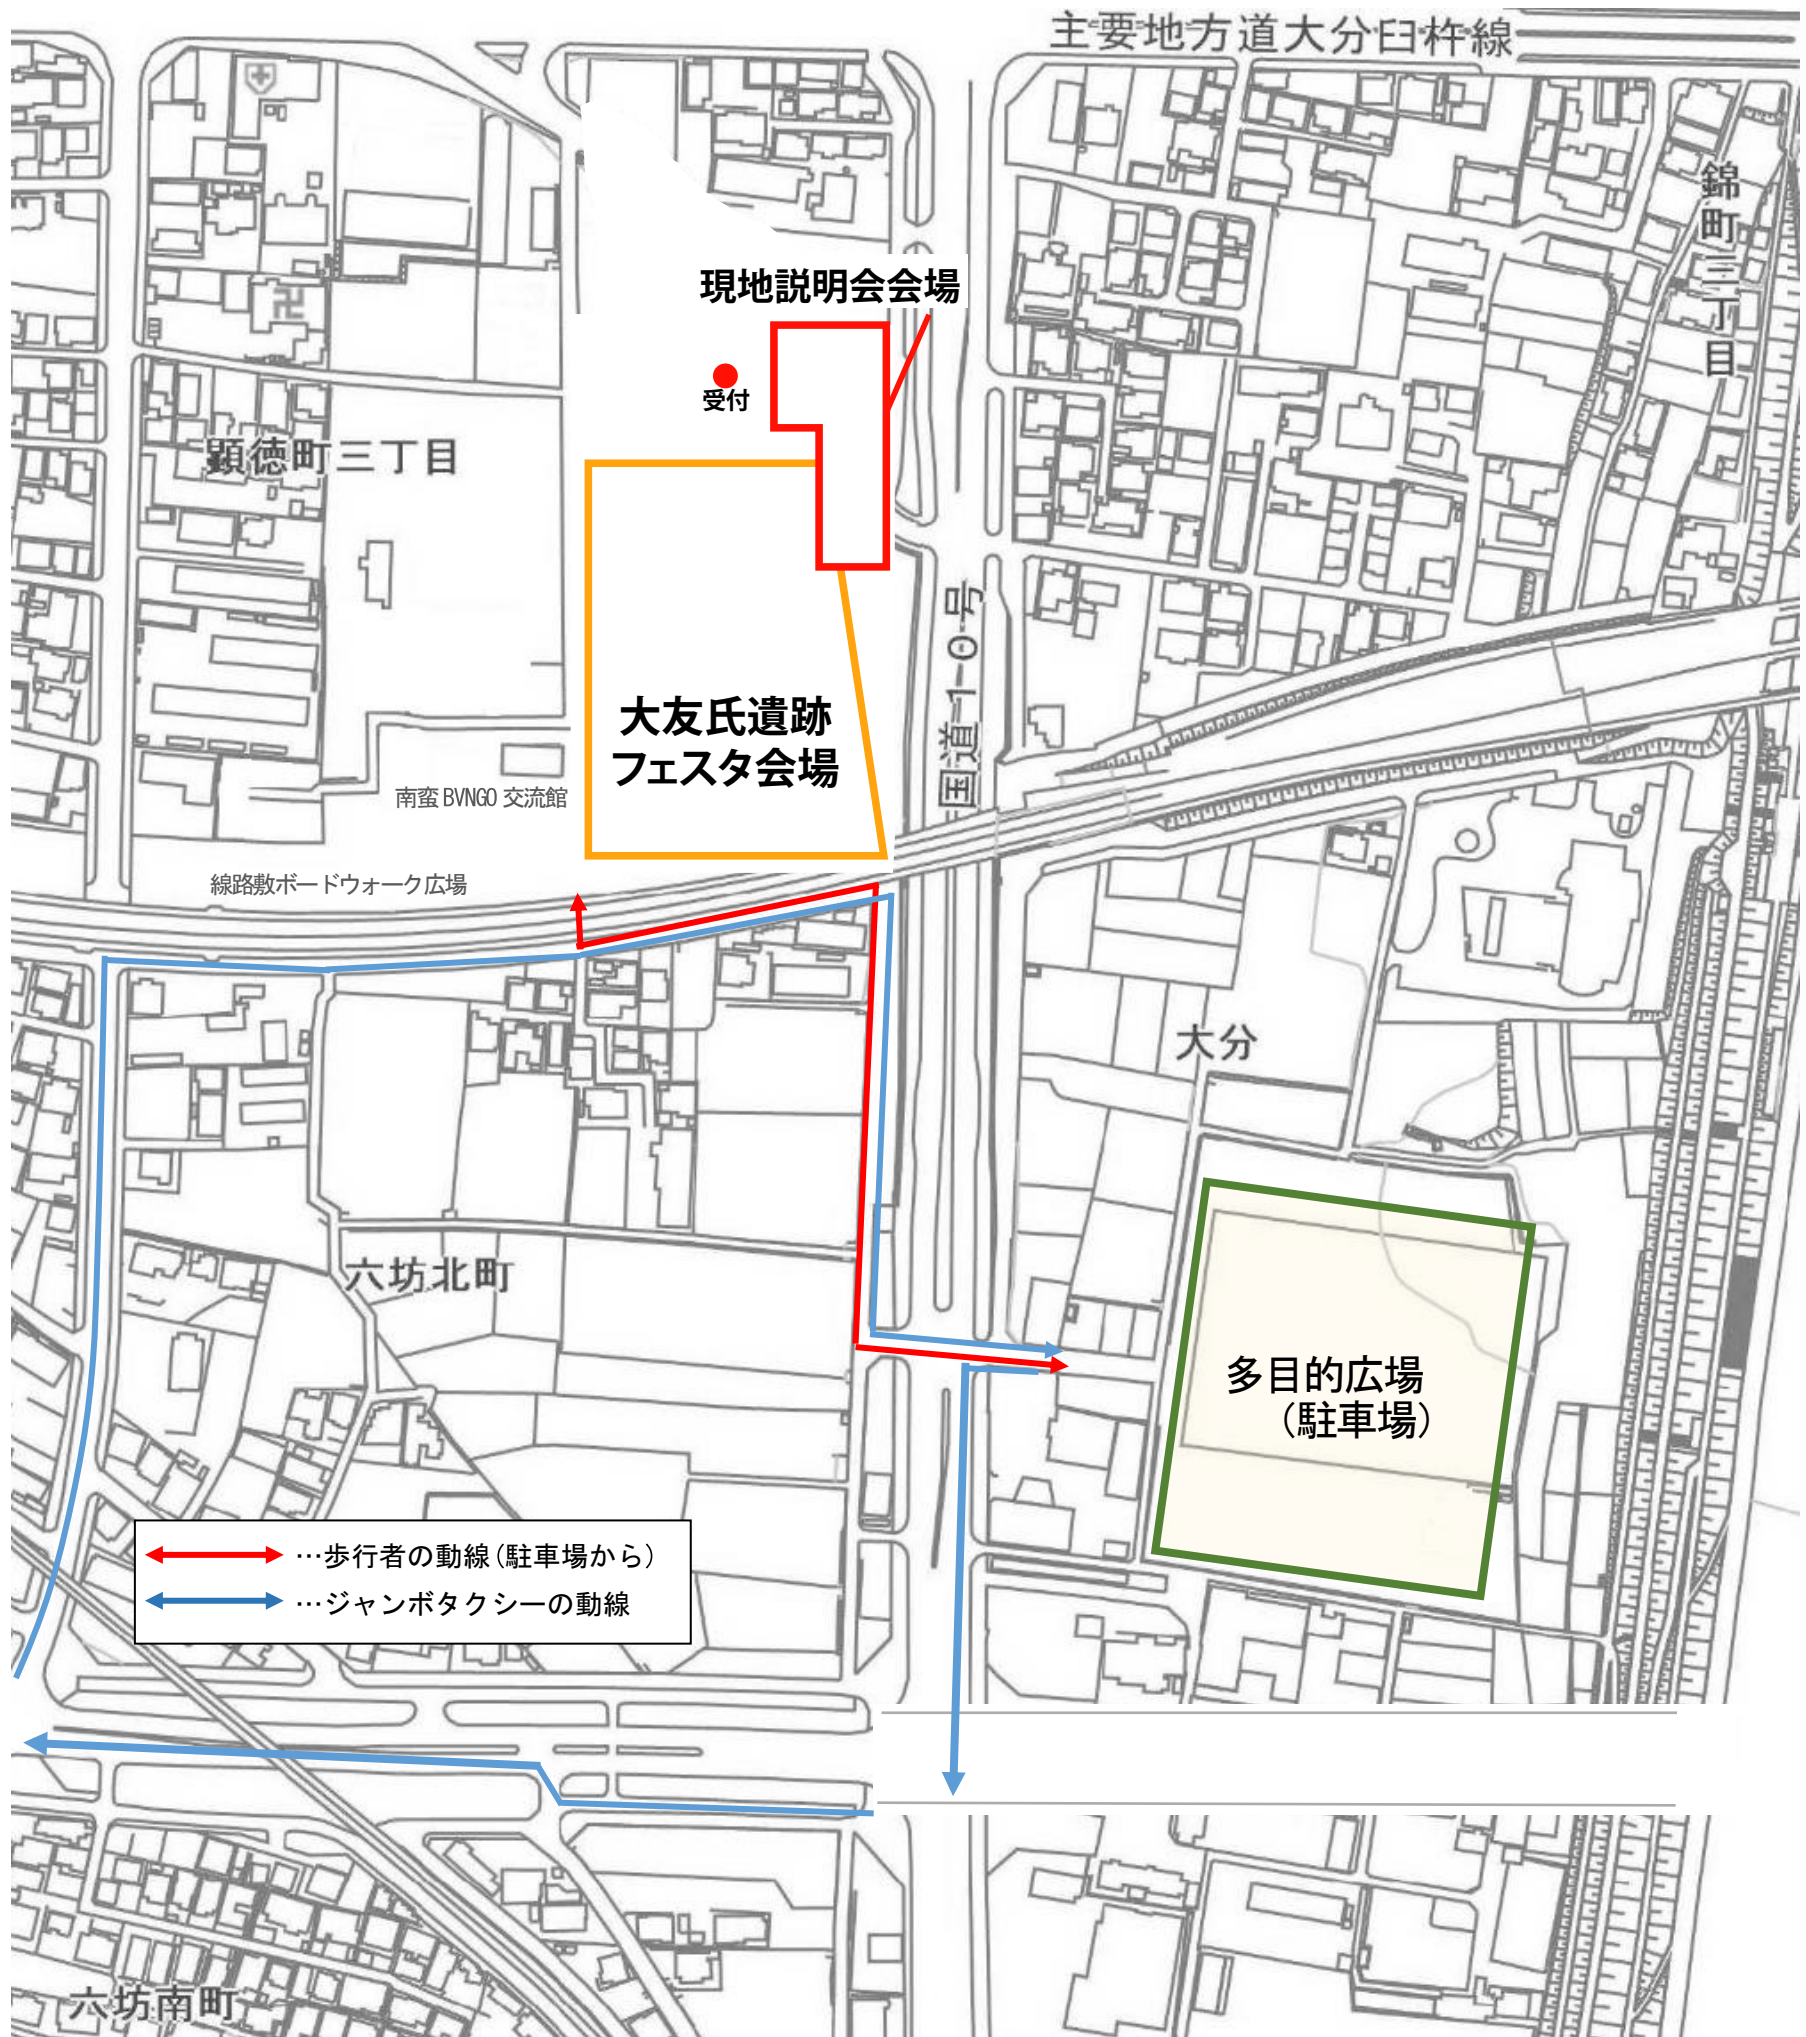 主要地方道大分臼杵線
錦町三丁目
現地説明会会場
受付
顕徳町三丁目
国道10号
大友氏遺跡
フェスタ会場
南蛮BVNGO交流館
線路敷ボードウォーク広場
大分
六坊北町
多目的広場
（駐車場）
…歩行者の動線(駐車場から)
…ジャンボタクシーの動線
六坊南町